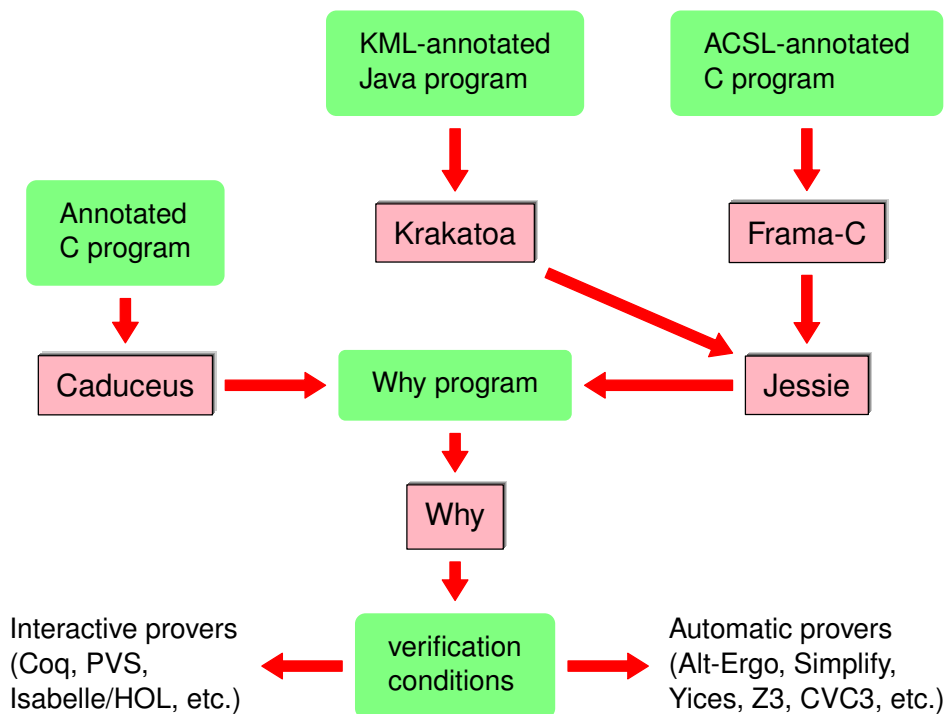 KML-annotated
Java program
ACSL-annotated
C program
Annotated
C program
Krakatoa
Frama-C
Caduceus
Why program
Jessie
Why
Interactive provers
(Coq, PVS,
Isabelle/HOL, etc.)
verification
conditions
Automatic provers
(Alt-Ergo, Simplify,
Yices, Z3, CVC3, etc.)